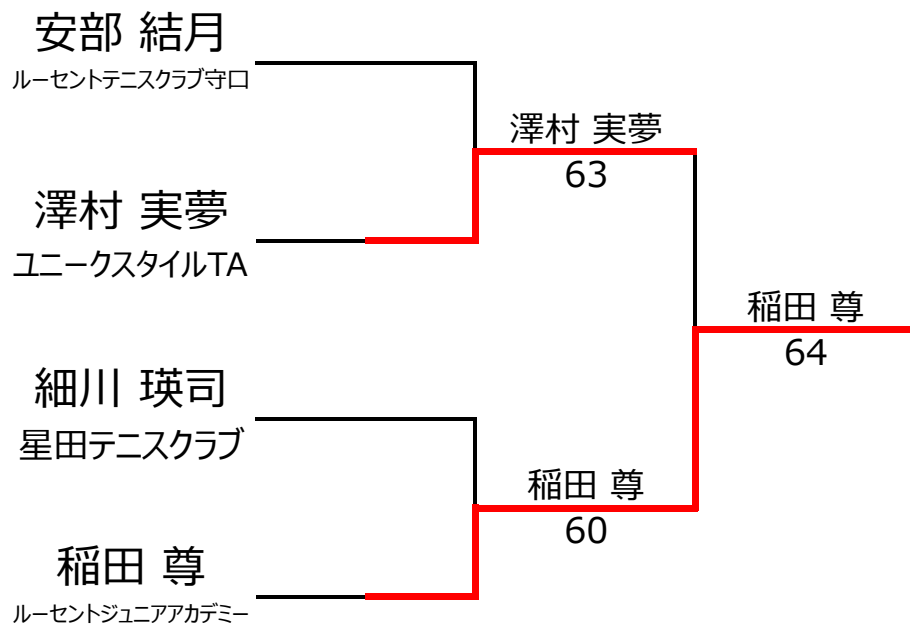 安部 結月
ルーセントテニスクラブ守口
澤村 実夢
63
澤村 実夢
ユニークスタイルTA
稲田 尊
64
細川 瑛司
星田テニスクラブ
稲田 尊
60
稲田 尊
ルーセントジュニアアカデミー